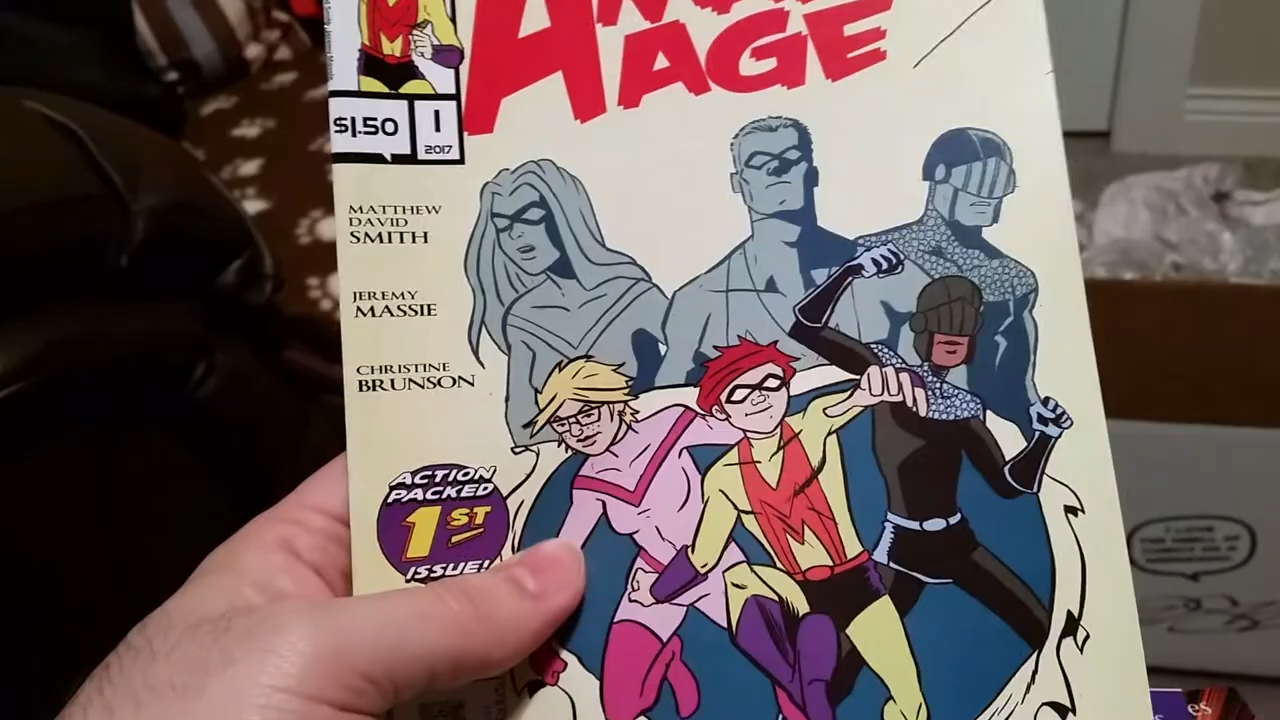 AGE
$1.50
1
2017
MATTHEW
DAVID
SMITH
JEREMY
MASSIE
CHRISTINE
BRUNSON
ACTION
PACKED
1ST
ISSUE!
M